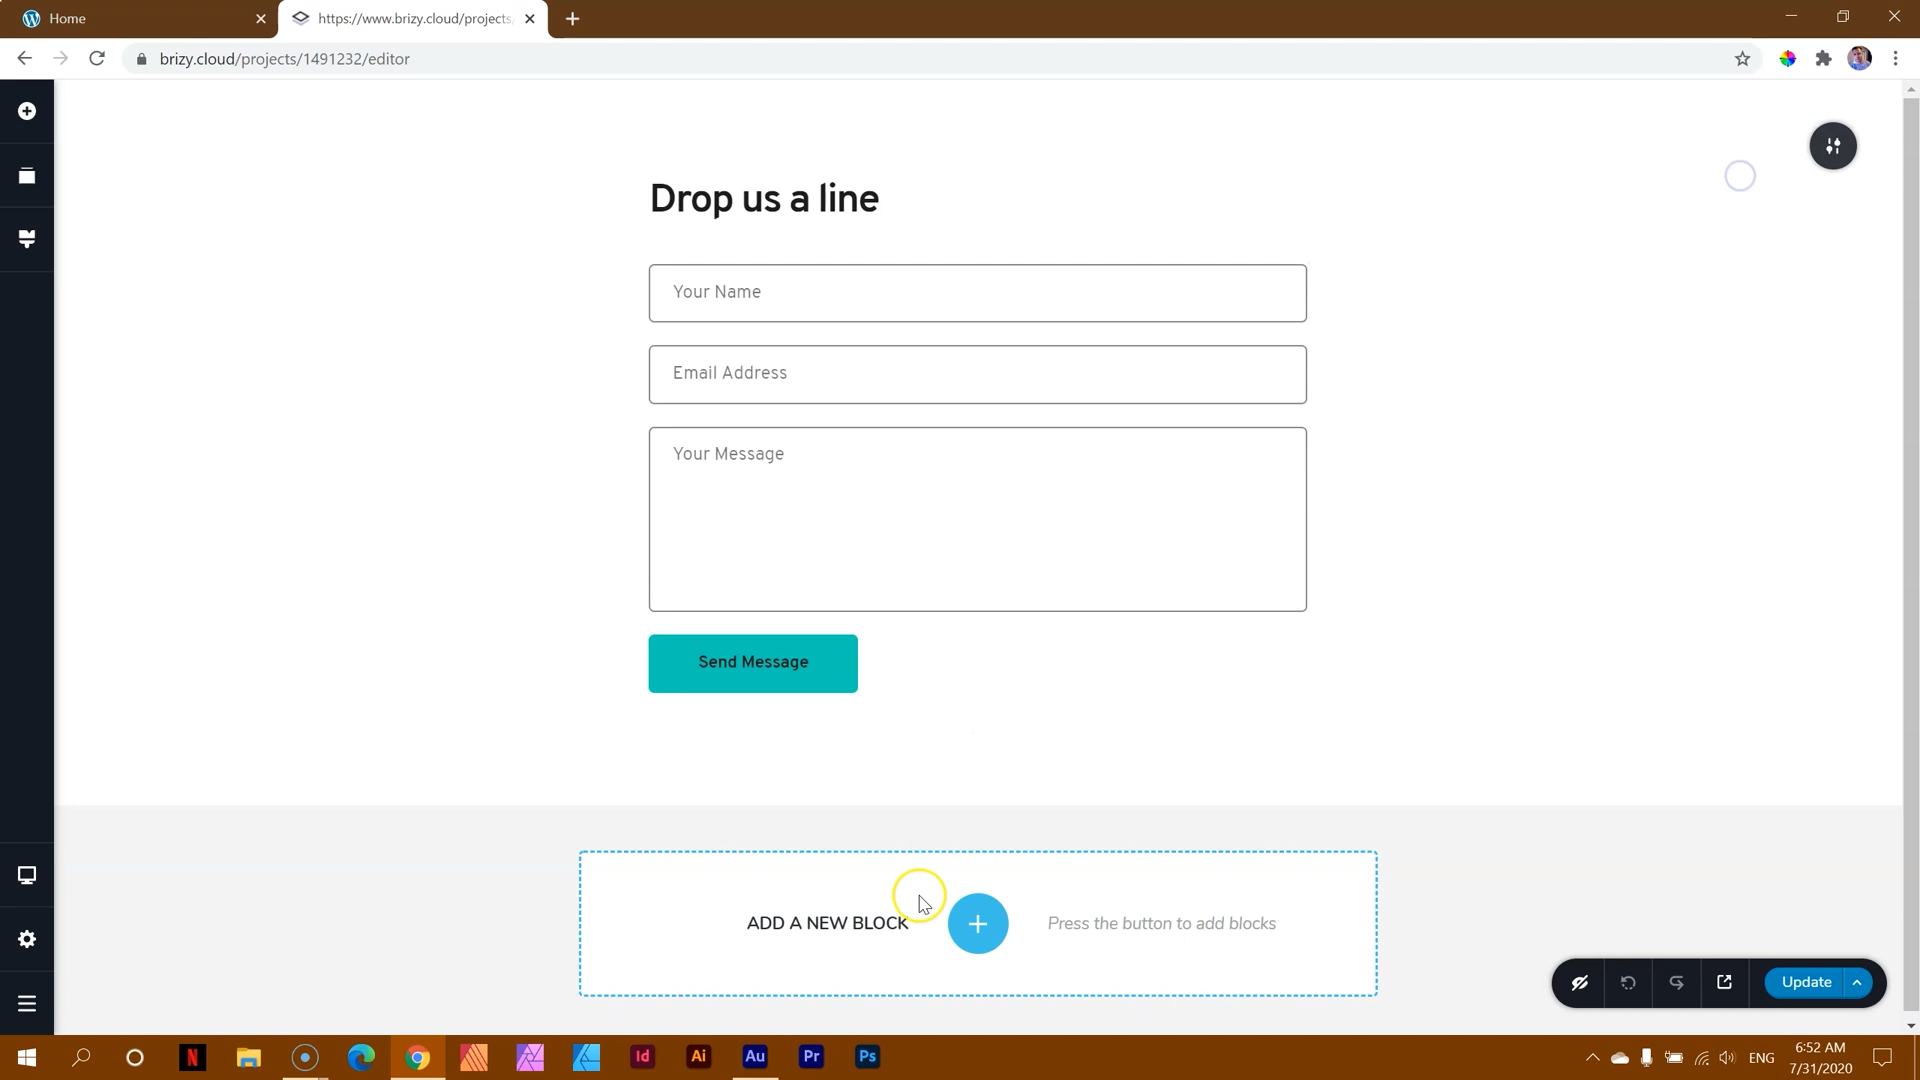 Home
https://www.brizy.cloud/projects/
brizy.cloud/projects/1491232/editor
Drop us a line
Your Name
Email Address
Your Message
Send Message
ADD A NEW BLOCK
Press the button to add blocks
Update
N
Id
Ai
Au
Pr
Ps
ENG
6:52 AM
7/31/2020